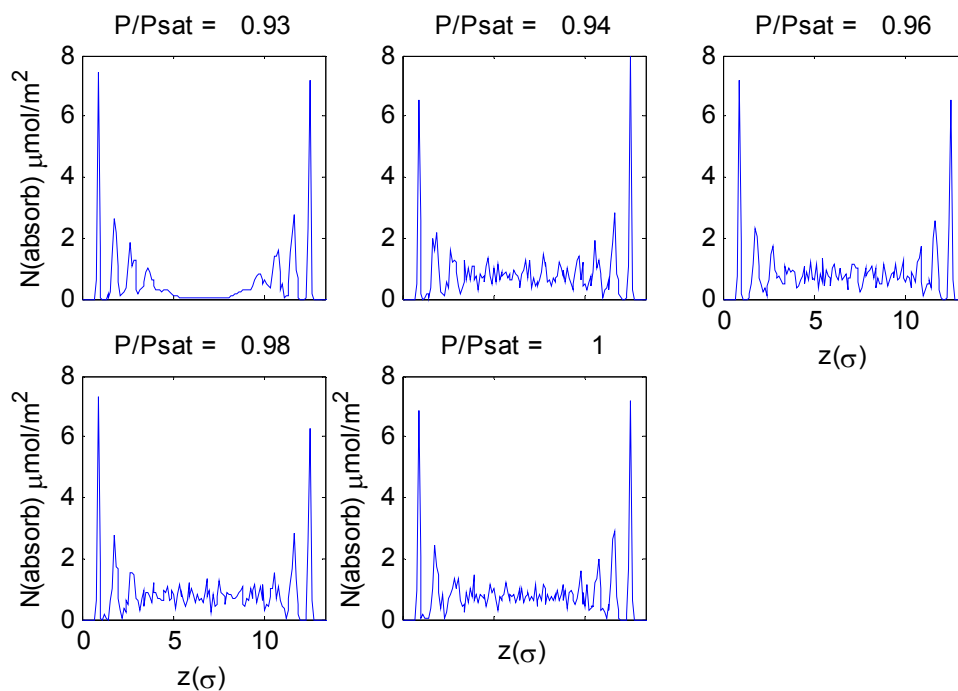 P/Psat = 0.93
P/Psat = 0.94
P/Psat = 0.96
N(absorb) μmol/m²
8
6
4
2
0
8
6
4
2
0
8
6
4
2
0
0 5 10
z(σ)
P/Psat = 0.98
P/Psat = 1
N(absorb) μmol/m²
8
6
4
2
0
0 5 10
z(σ)
N(absorb) μmol/m²
8
6
4
2
0
z(σ)